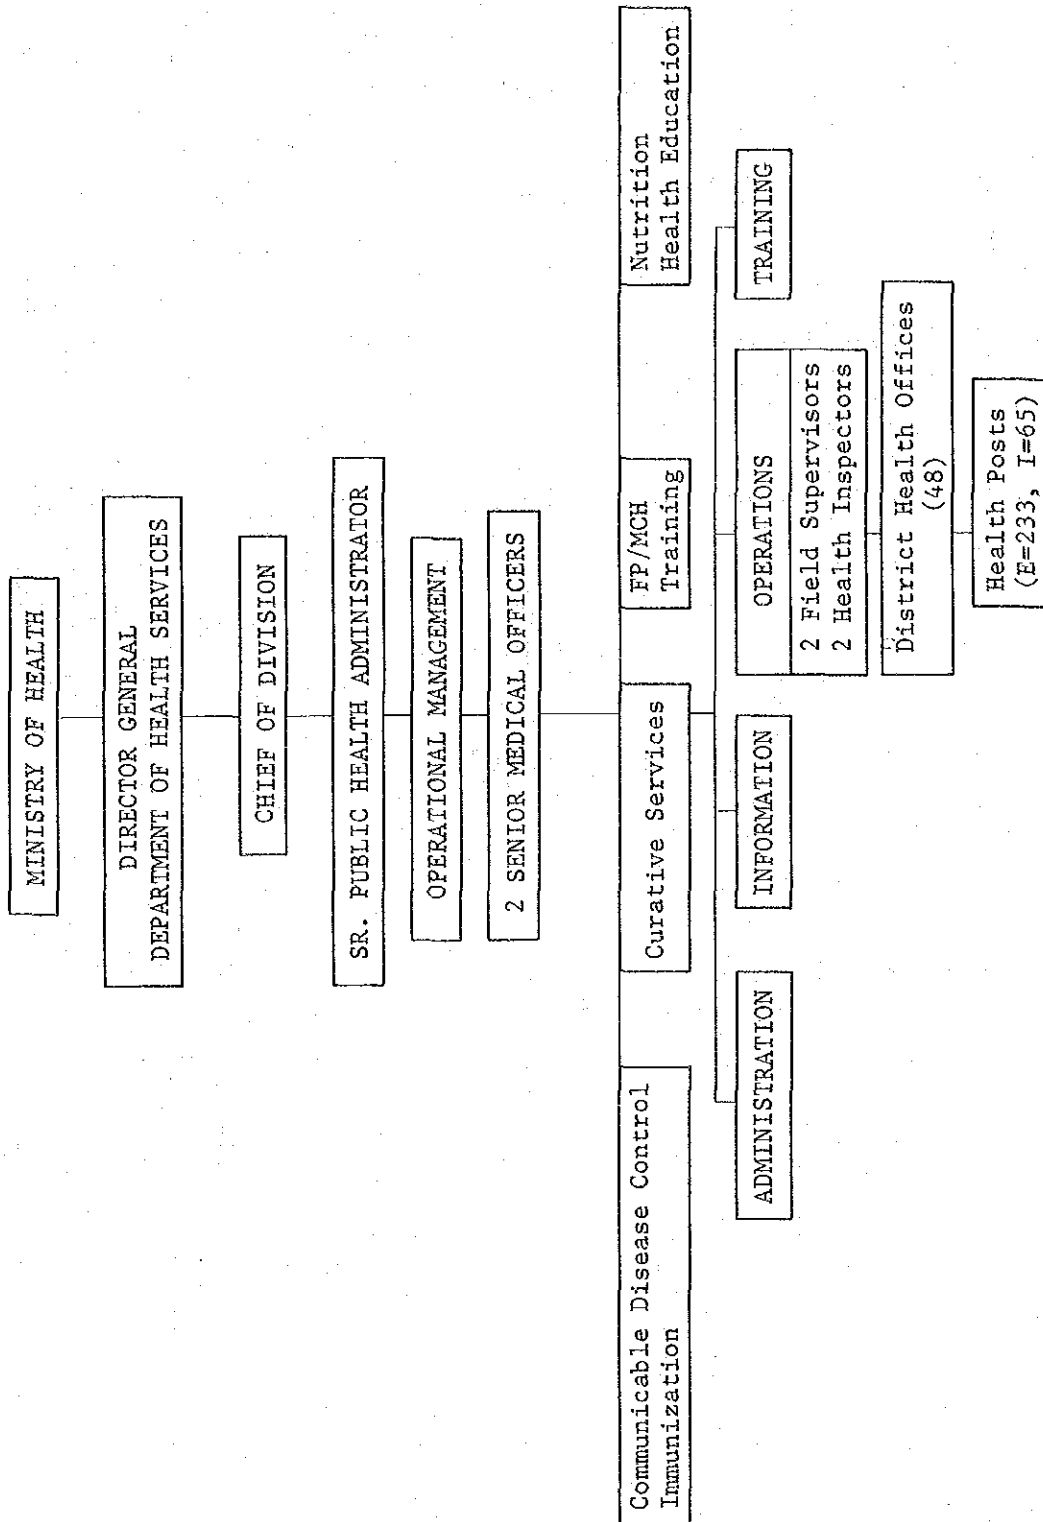 MINISTRY OF HEALTH
DIRECTOR GENERAL
DEPARTMENT OF HEALTH SERVICES
CHIEF OF DIVISION
SR. PUBLIC HEALTH ADMINISTRATOR
OPERATIONAL MANAGEMENT
2 SENIOR MEDICAL OFFICERS
Communicable Disease Control
Immunization
Curative Services
FP/MCH
Training
Nutrition
Health Education
ADMINISTRATION
INFORMATION
OPERATIONS
2 Field Supervisors
2 Health Inspectors
TRAINING
District Health Offices
(48)
Health Posts
(E=233, I=65)